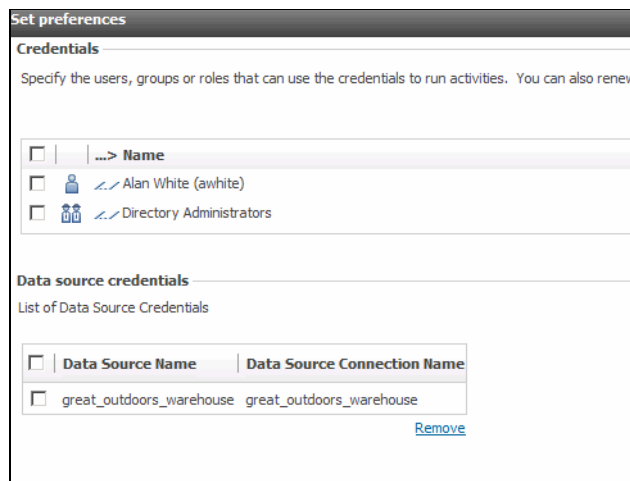 Set preferences
Credentials
Specify the users, groups or roles that can use the credentials to run activities. You can also renew
...> Name
Alan White (awhite)
Directory Administrators
Data source credentials
List of Data Source Credentials
Data Source Name Data Source Connection Name
great_outdoors_warehouse great_outdoors_warehouse
Remove